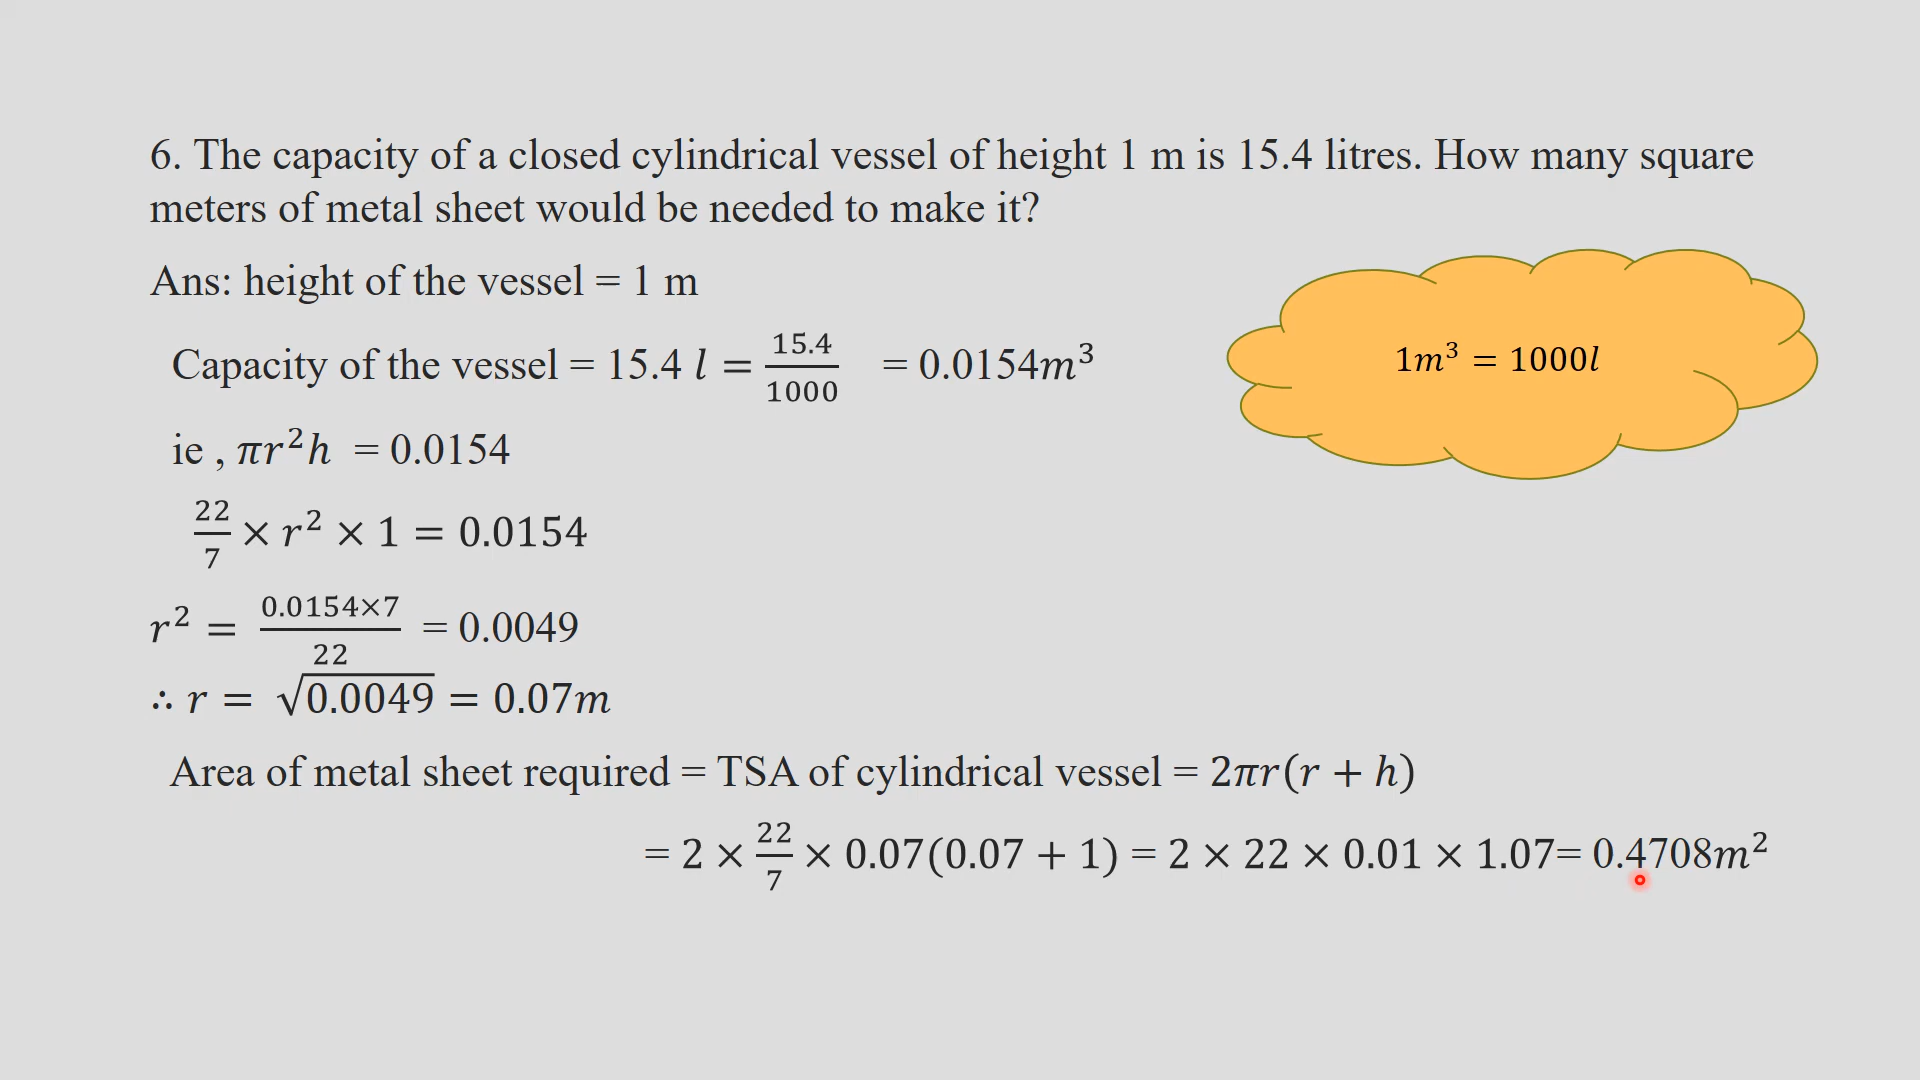 6. The capacity of a closed cylindrical vessel of height 1 m is 15.4 litres. How many square
meters of metal sheet would be needed to make it?
Ans: height of the vessel = 1 m
Capacity of the vessel = 15.4 𝑙 = 15.4/1000 = 0.0154𝑚³
1𝑚³ = 1000𝑙
ie , 𝜋𝑟²ℎ = 0.0154
22/7 × 𝑟² × 1 = 0.0154
𝑟² = 0.0154×7/22 = 0.0049
∴ 𝑟 = √0.0049 = 0.07𝑚
Area of metal sheet required = TSA of cylindrical vessel = 2𝜋𝑟(𝑟 + ℎ)
= 2 × 22/7 × 0.07(0.07 + 1) = 2 × 22 × 0.01 × 1.07= 0.4708𝑚²